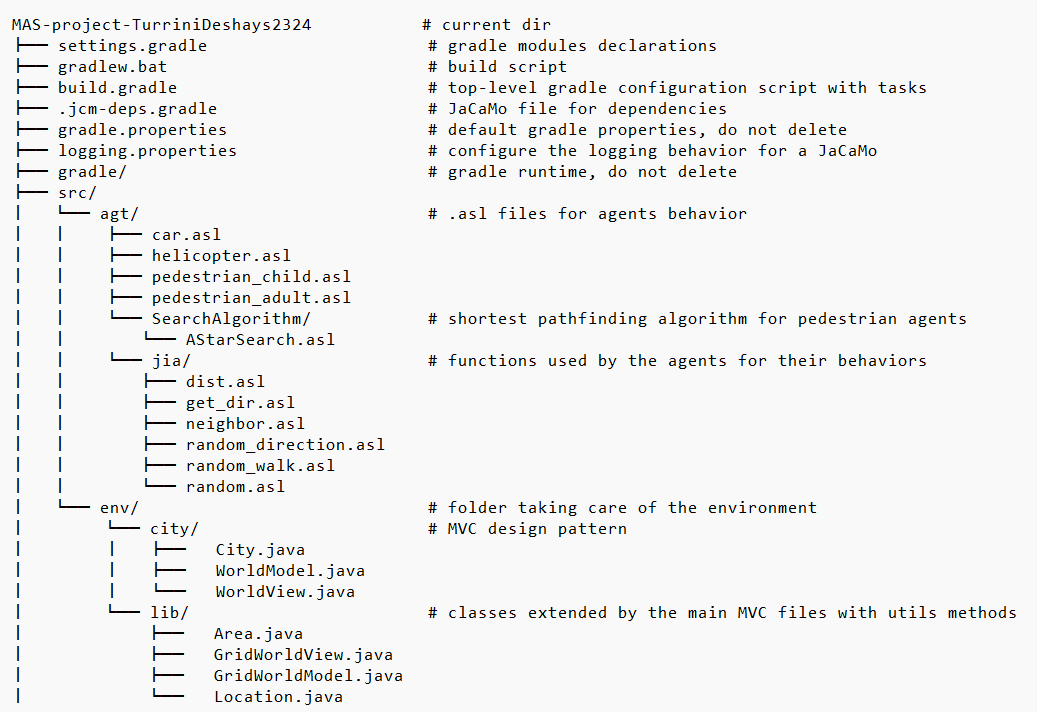 MAS-project-TurriniDeshays2324 # current dir
├── settings.gradle # gradle modules declarations
├── gradlew.bat # build script
├── build.gradle # top-level gradle configuration script with tasks
├── .jcm-deps.gradle # JaCaMo file for dependencies
├── gradle.properties # default gradle properties, do not delete
├── logging.properties # configure the logging behavior for a JaCaMo
├── gradle/ # gradle runtime, do not delete
├── src/
│   └── agt/ # .asl files for agents behavior
│   │   ├── car.asl
│   │   ├── helicopter.asl
│   │   ├── pedestrian_child.asl
│   │   ├── pedestrian_adult.asl
│   │   └── SearchAlgorithm/ # shortest pathfinding algorithm for pedestrian agents
│   │       └── AStarSearch.asl
│   │   └── jia/ # functions used by the agents for their behaviors
│   │       ├── dist.asl
│   │       ├── get_dir.asl
│   │       ├── neighbor.asl
│   │       ├── random_direction.asl
│   │       ├── random_walk.asl
│   │       └── random.asl
│   └── env/ # folder taking care of the environment
│       └── city/ # MVC design pattern
│       │   ├── City.java
│       │   ├── WorldModel.java
│       │   └── WorldView.java
│       └── lib/ # classes extended by the main MVC files with utils methods
│           ├── Area.java
│           ├── GridWorldView.java
│           ├── GridWorldModel.java
│           └── Location.java